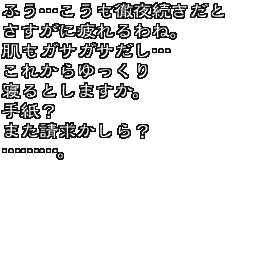 ふう…こうも徹夜続きだと
さすがに疲れるわね。
肌もガサガサだし…
これからゆっくり
寝るとしますか。
手紙？
また請求かしら？
………。